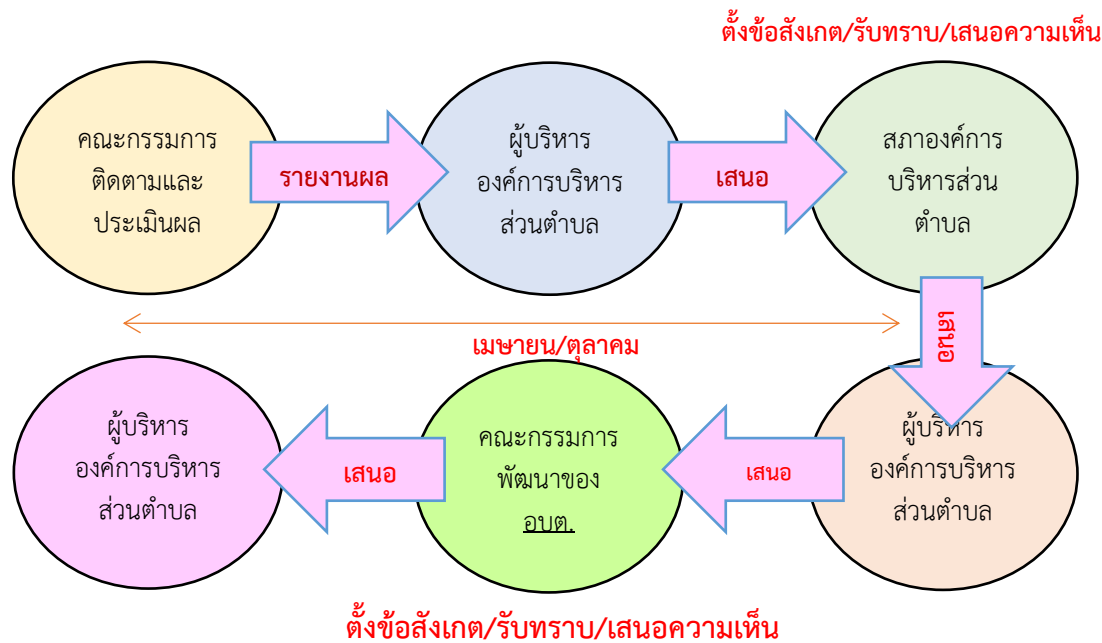 ตั้งข้อสังเกต/รับทราบ/เสนอความเห็น
คณะกรรมการ
ติดตามและ
ประเมินผล
รายงานผล
ผู้บริหาร
องค์การบริหาร
ส่วนตำบล
เสนอ
สภาองค์การ
บริหารส่วน
ตำบล
เสนอ
เมษายน/ตุลาคม
ผู้บริหาร
องค์การบริหาร
ส่วนตำบล
เสนอ
คณะกรรมการ
พัฒนาของ
อบต.
เสนอ
ผู้บริหาร
องค์การบริหาร
ส่วนตำบล
ตั้งข้อสังเกต/รับทราบ/เสนอความเห็น